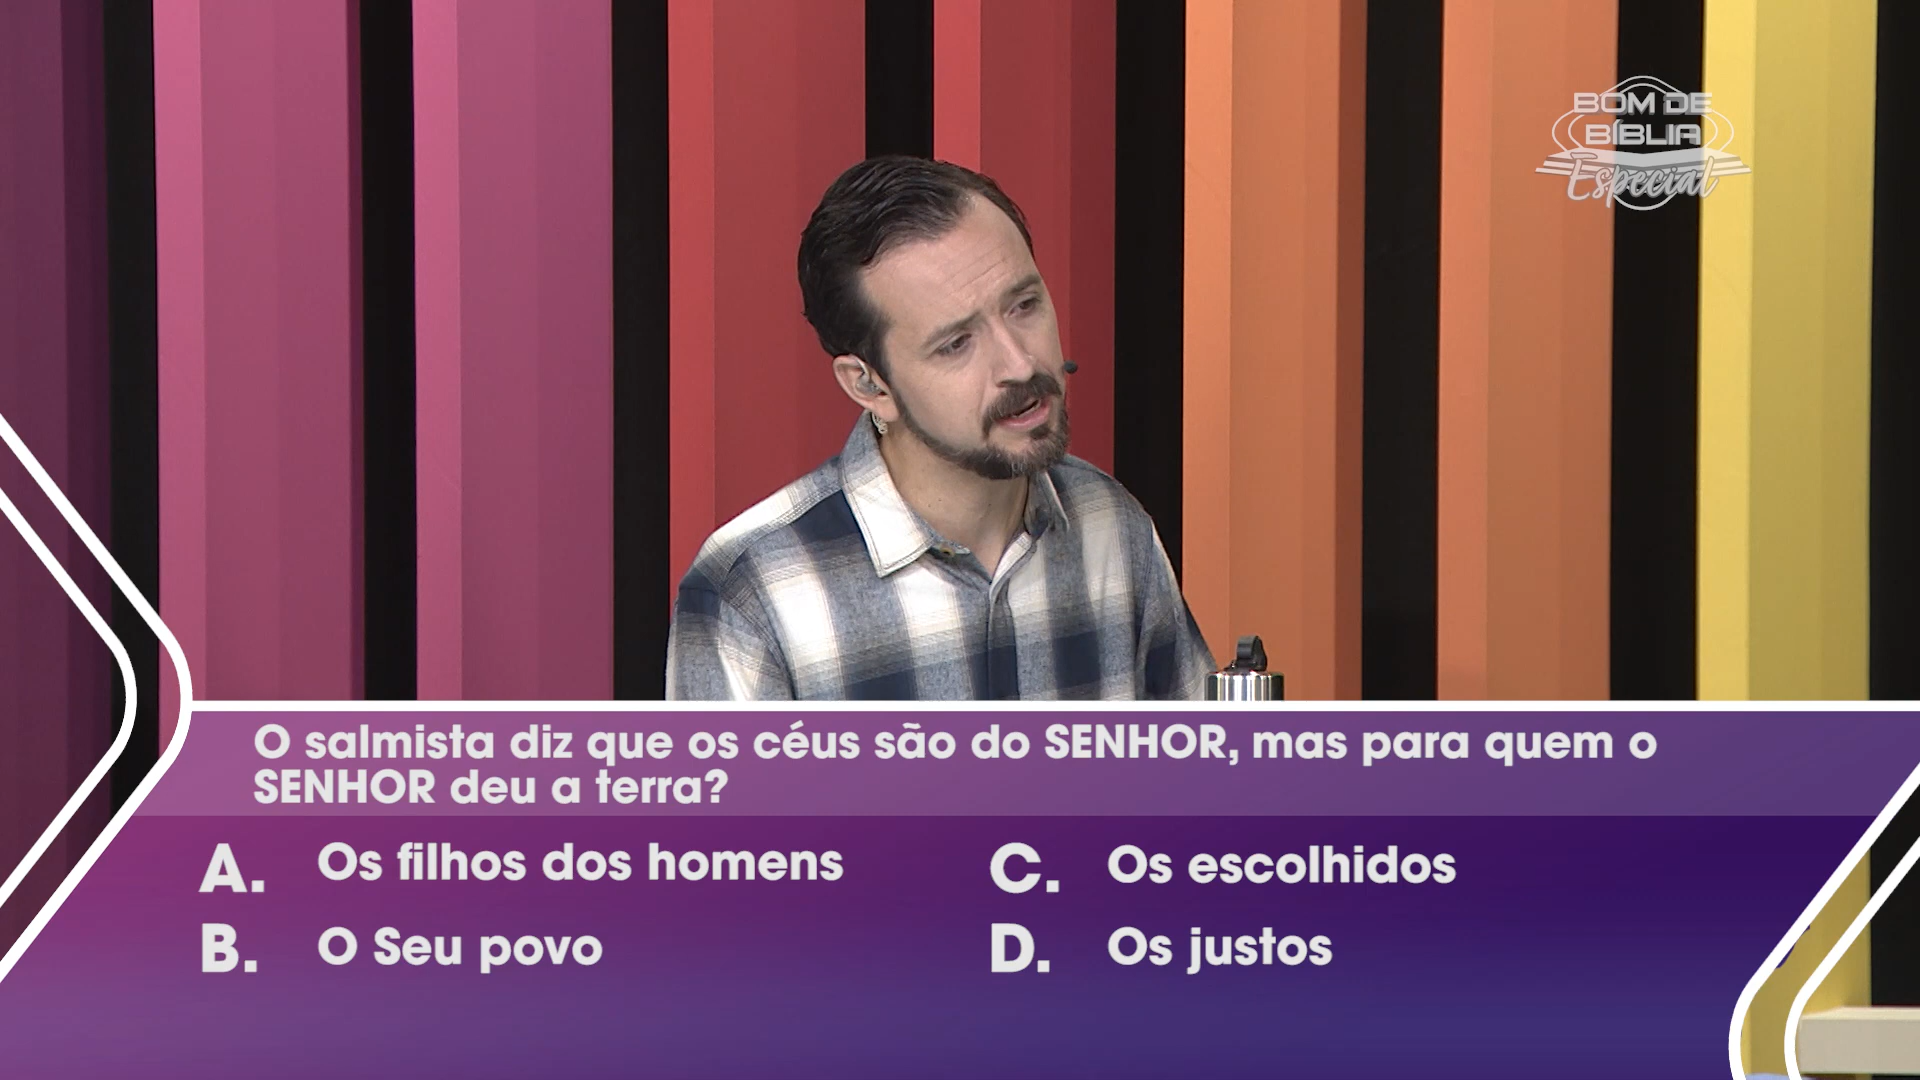 BOM DE
BÍBLIA
Especial
O salmista diz que os céus são do SENHOR, mas para quem o
SENHOR deu a terra?
A. Os filhos dos homens
C. Os escolhidos
B. O Seu povo
D. Os justos